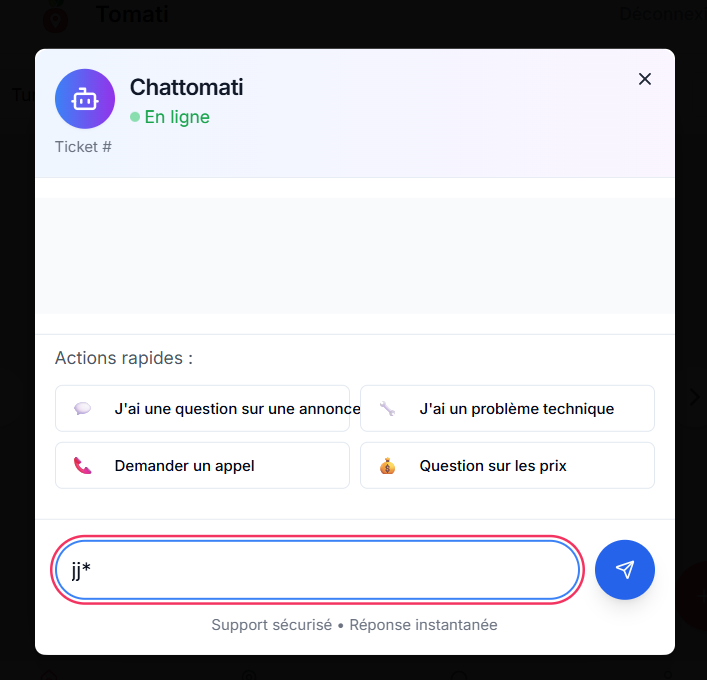 Tomati
Déconnex
Chattomati
En ligne
Ticket #
Tu
Actions rapides :
J'ai une question sur une annonce
J'ai un problème technique
Demander un appel
Question sur les prix
jj*
Support sécurisé • Réponse instantanée